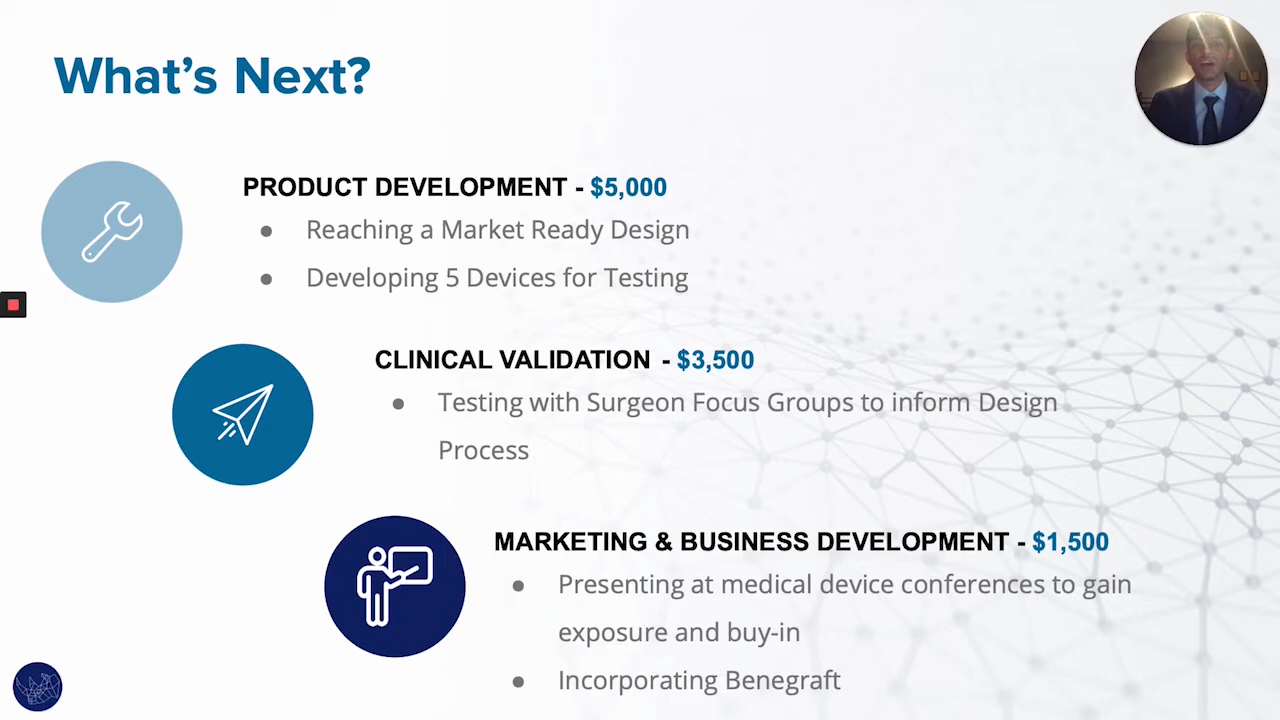 What's Next?
PRODUCT DEVELOPMENT - $5,000
● Reaching a Market Ready Design
● Developing 5 Devices for Testing
CLINICAL VALIDATION - $3,500
● Testing with Surgeon Focus Groups to inform Design
Process
MARKETING & BUSINESS DEVELOPMENT - $1,500
● Presenting at medical device conferences to gain
exposure and buy-in
● Incorporating Benegraft